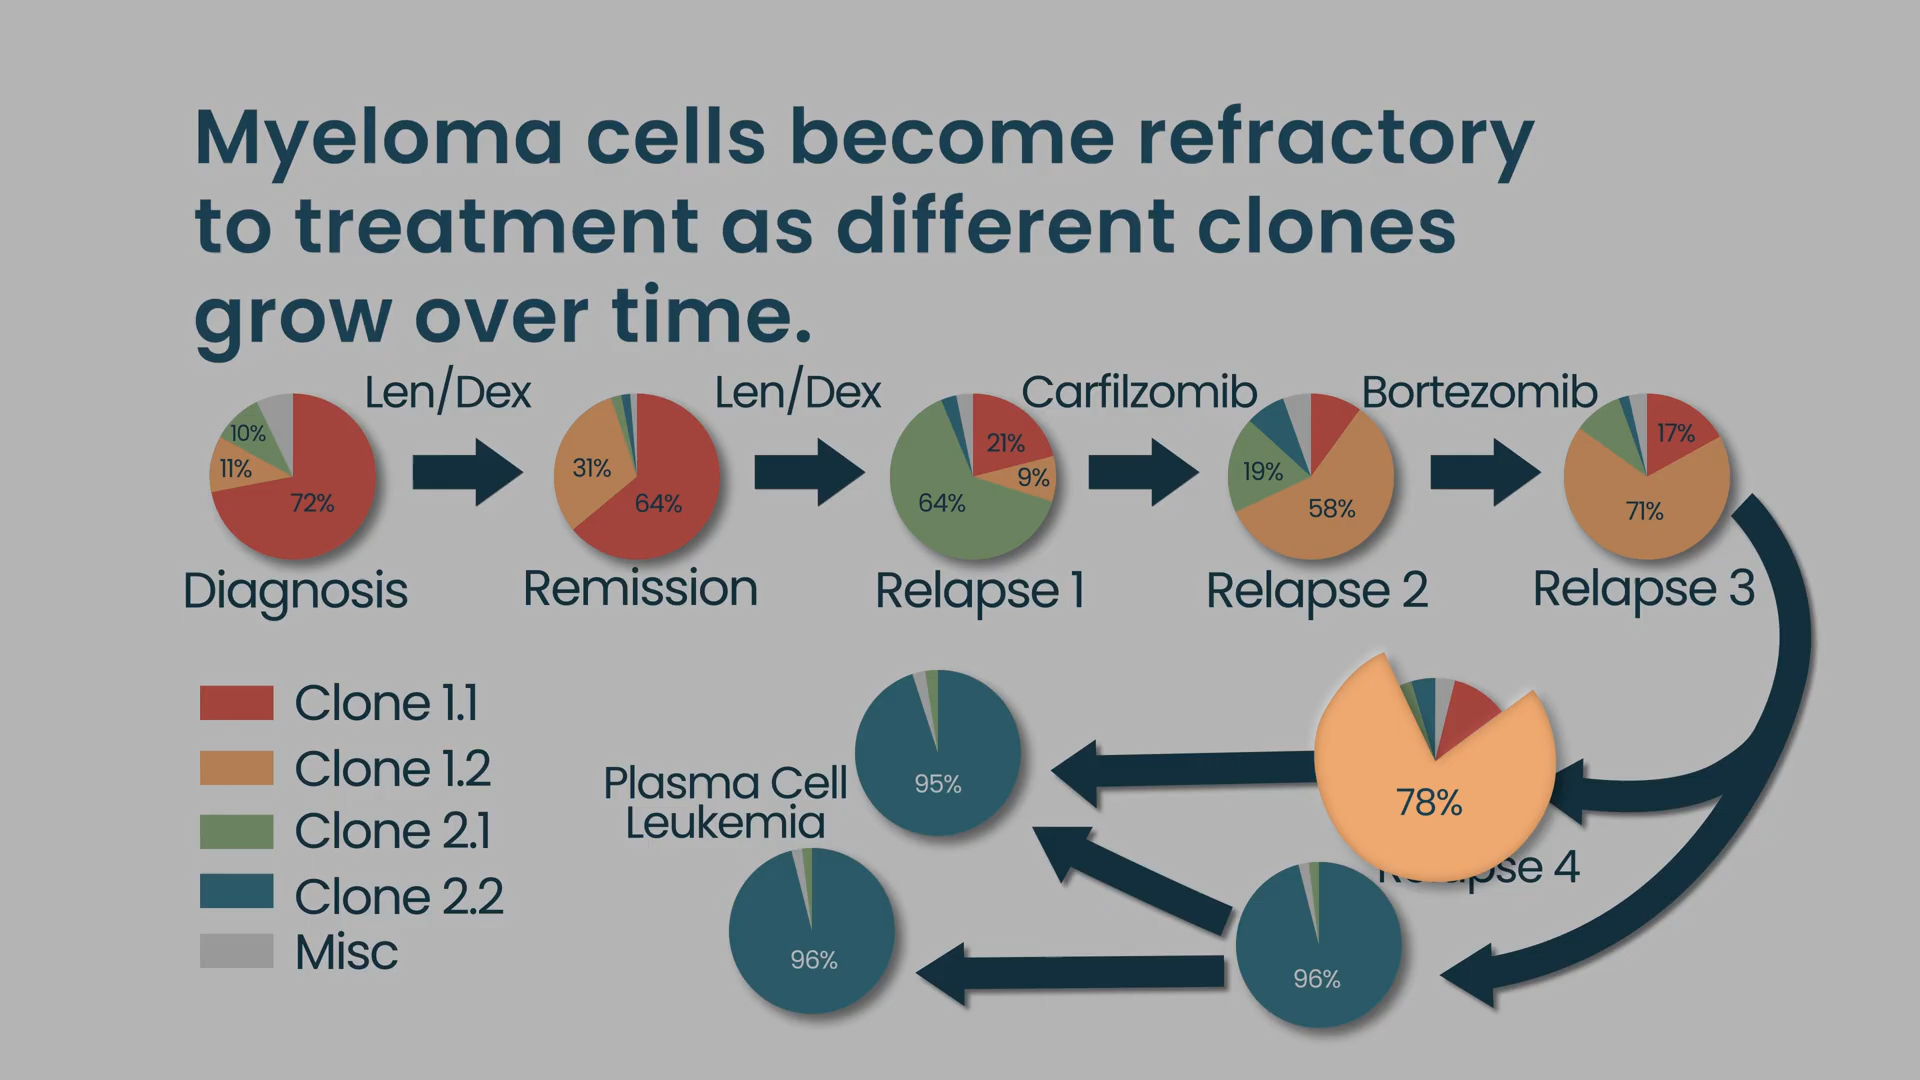 Myeloma cells become refractory
to treatment as different clones
grow over time.
Len/Dex
Len/Dex
Carfilzomib
Bortezomib
10%
11%
72%
31%
64%
21%
9%
64%
19%
58%
17%
71%
Diagnosis
Remission
Relapse 1
Relapse 2
Relapse 3
Clone 1.1
Clone 1.2
Clone 2.1
Clone 2.2
Misc
Plasma Cell
Leukemia
95%
78%
Relapse 4
96%
96%